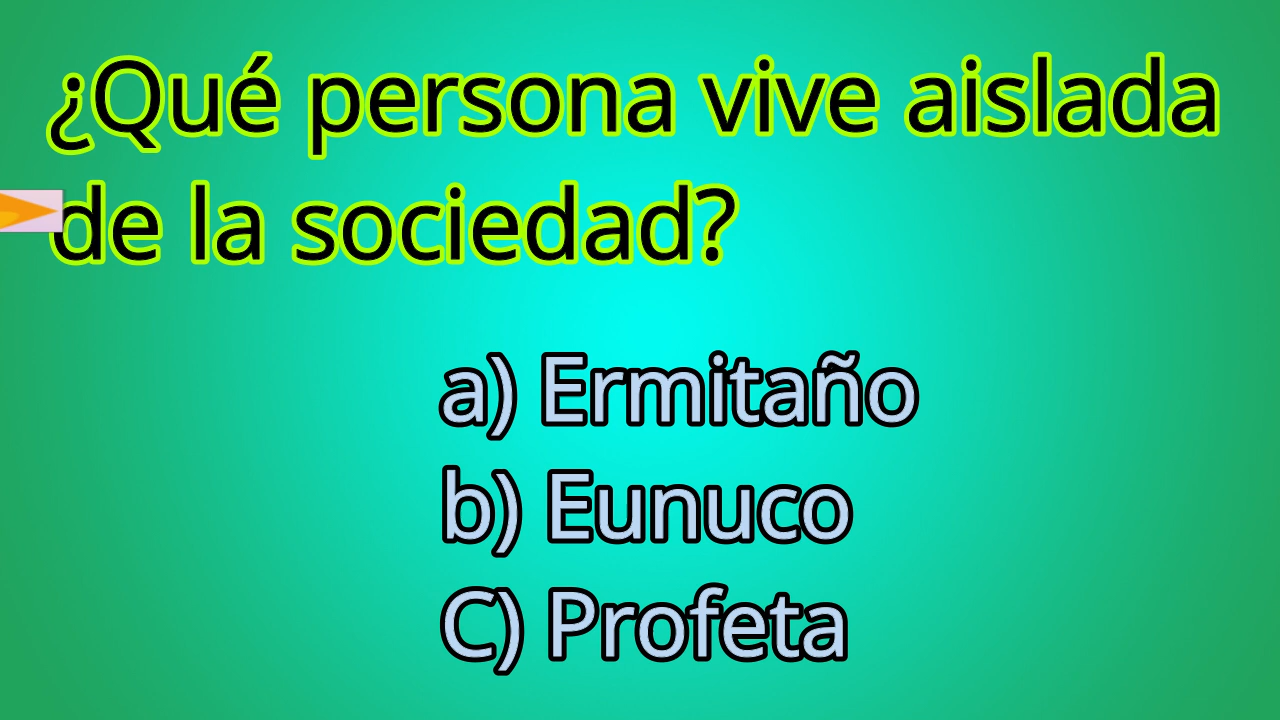 ¿Qué persona vive aislada
de la sociedad?
a) Ermitaño
b) Eunuco
C) Profeta